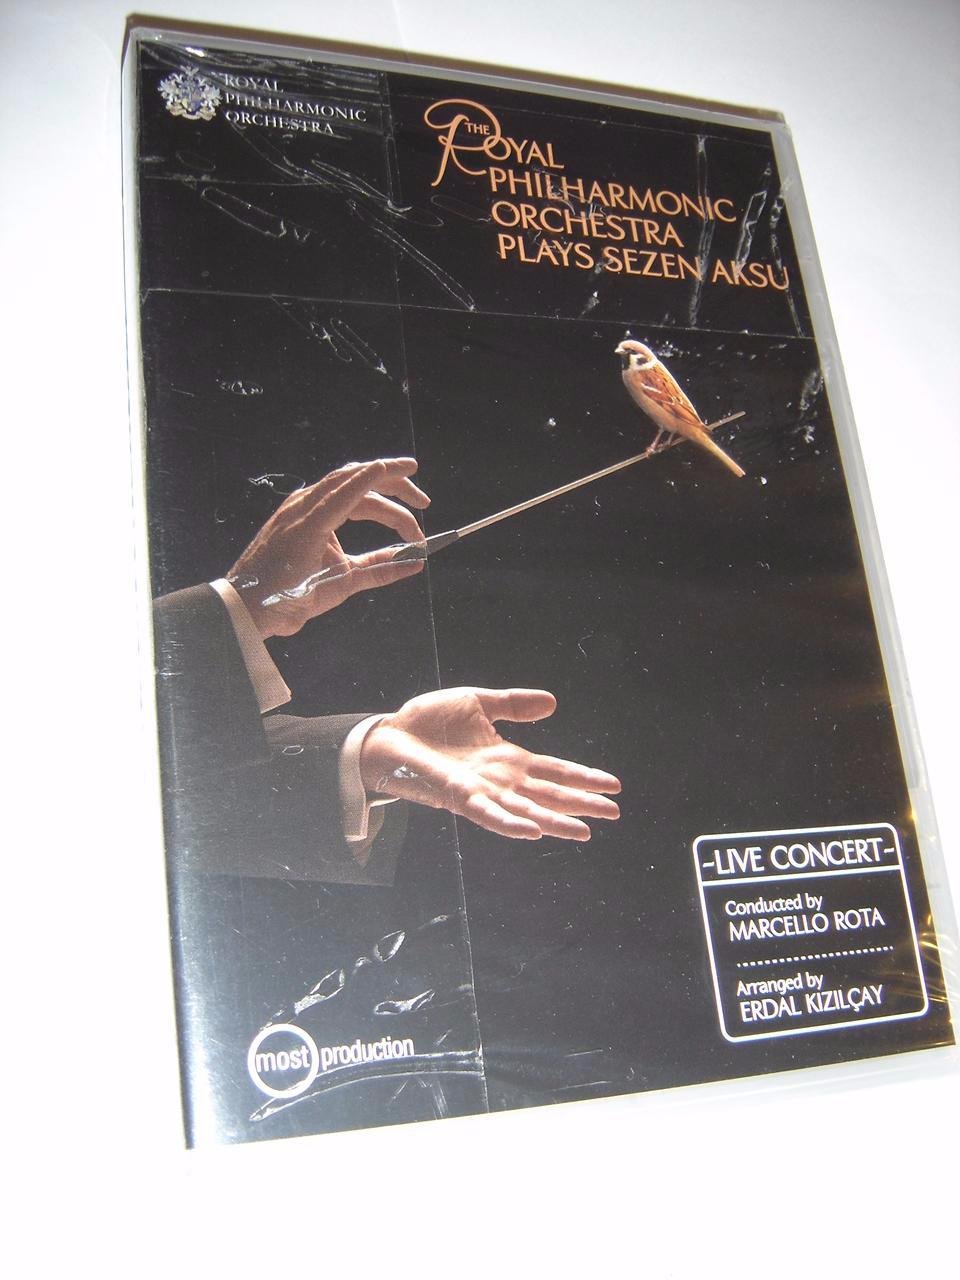 ROYAL
PHILHARMONIC
ORCHESTRA
THE
ROYAL
PHILHARMONIC
ORCHESTRA
PLAYS SEZEN AKSU
-LIVE CONCERT-
Conducted by
MARCELLO ROTA
Arranged by
ERDAL KIZILÇAY
most production